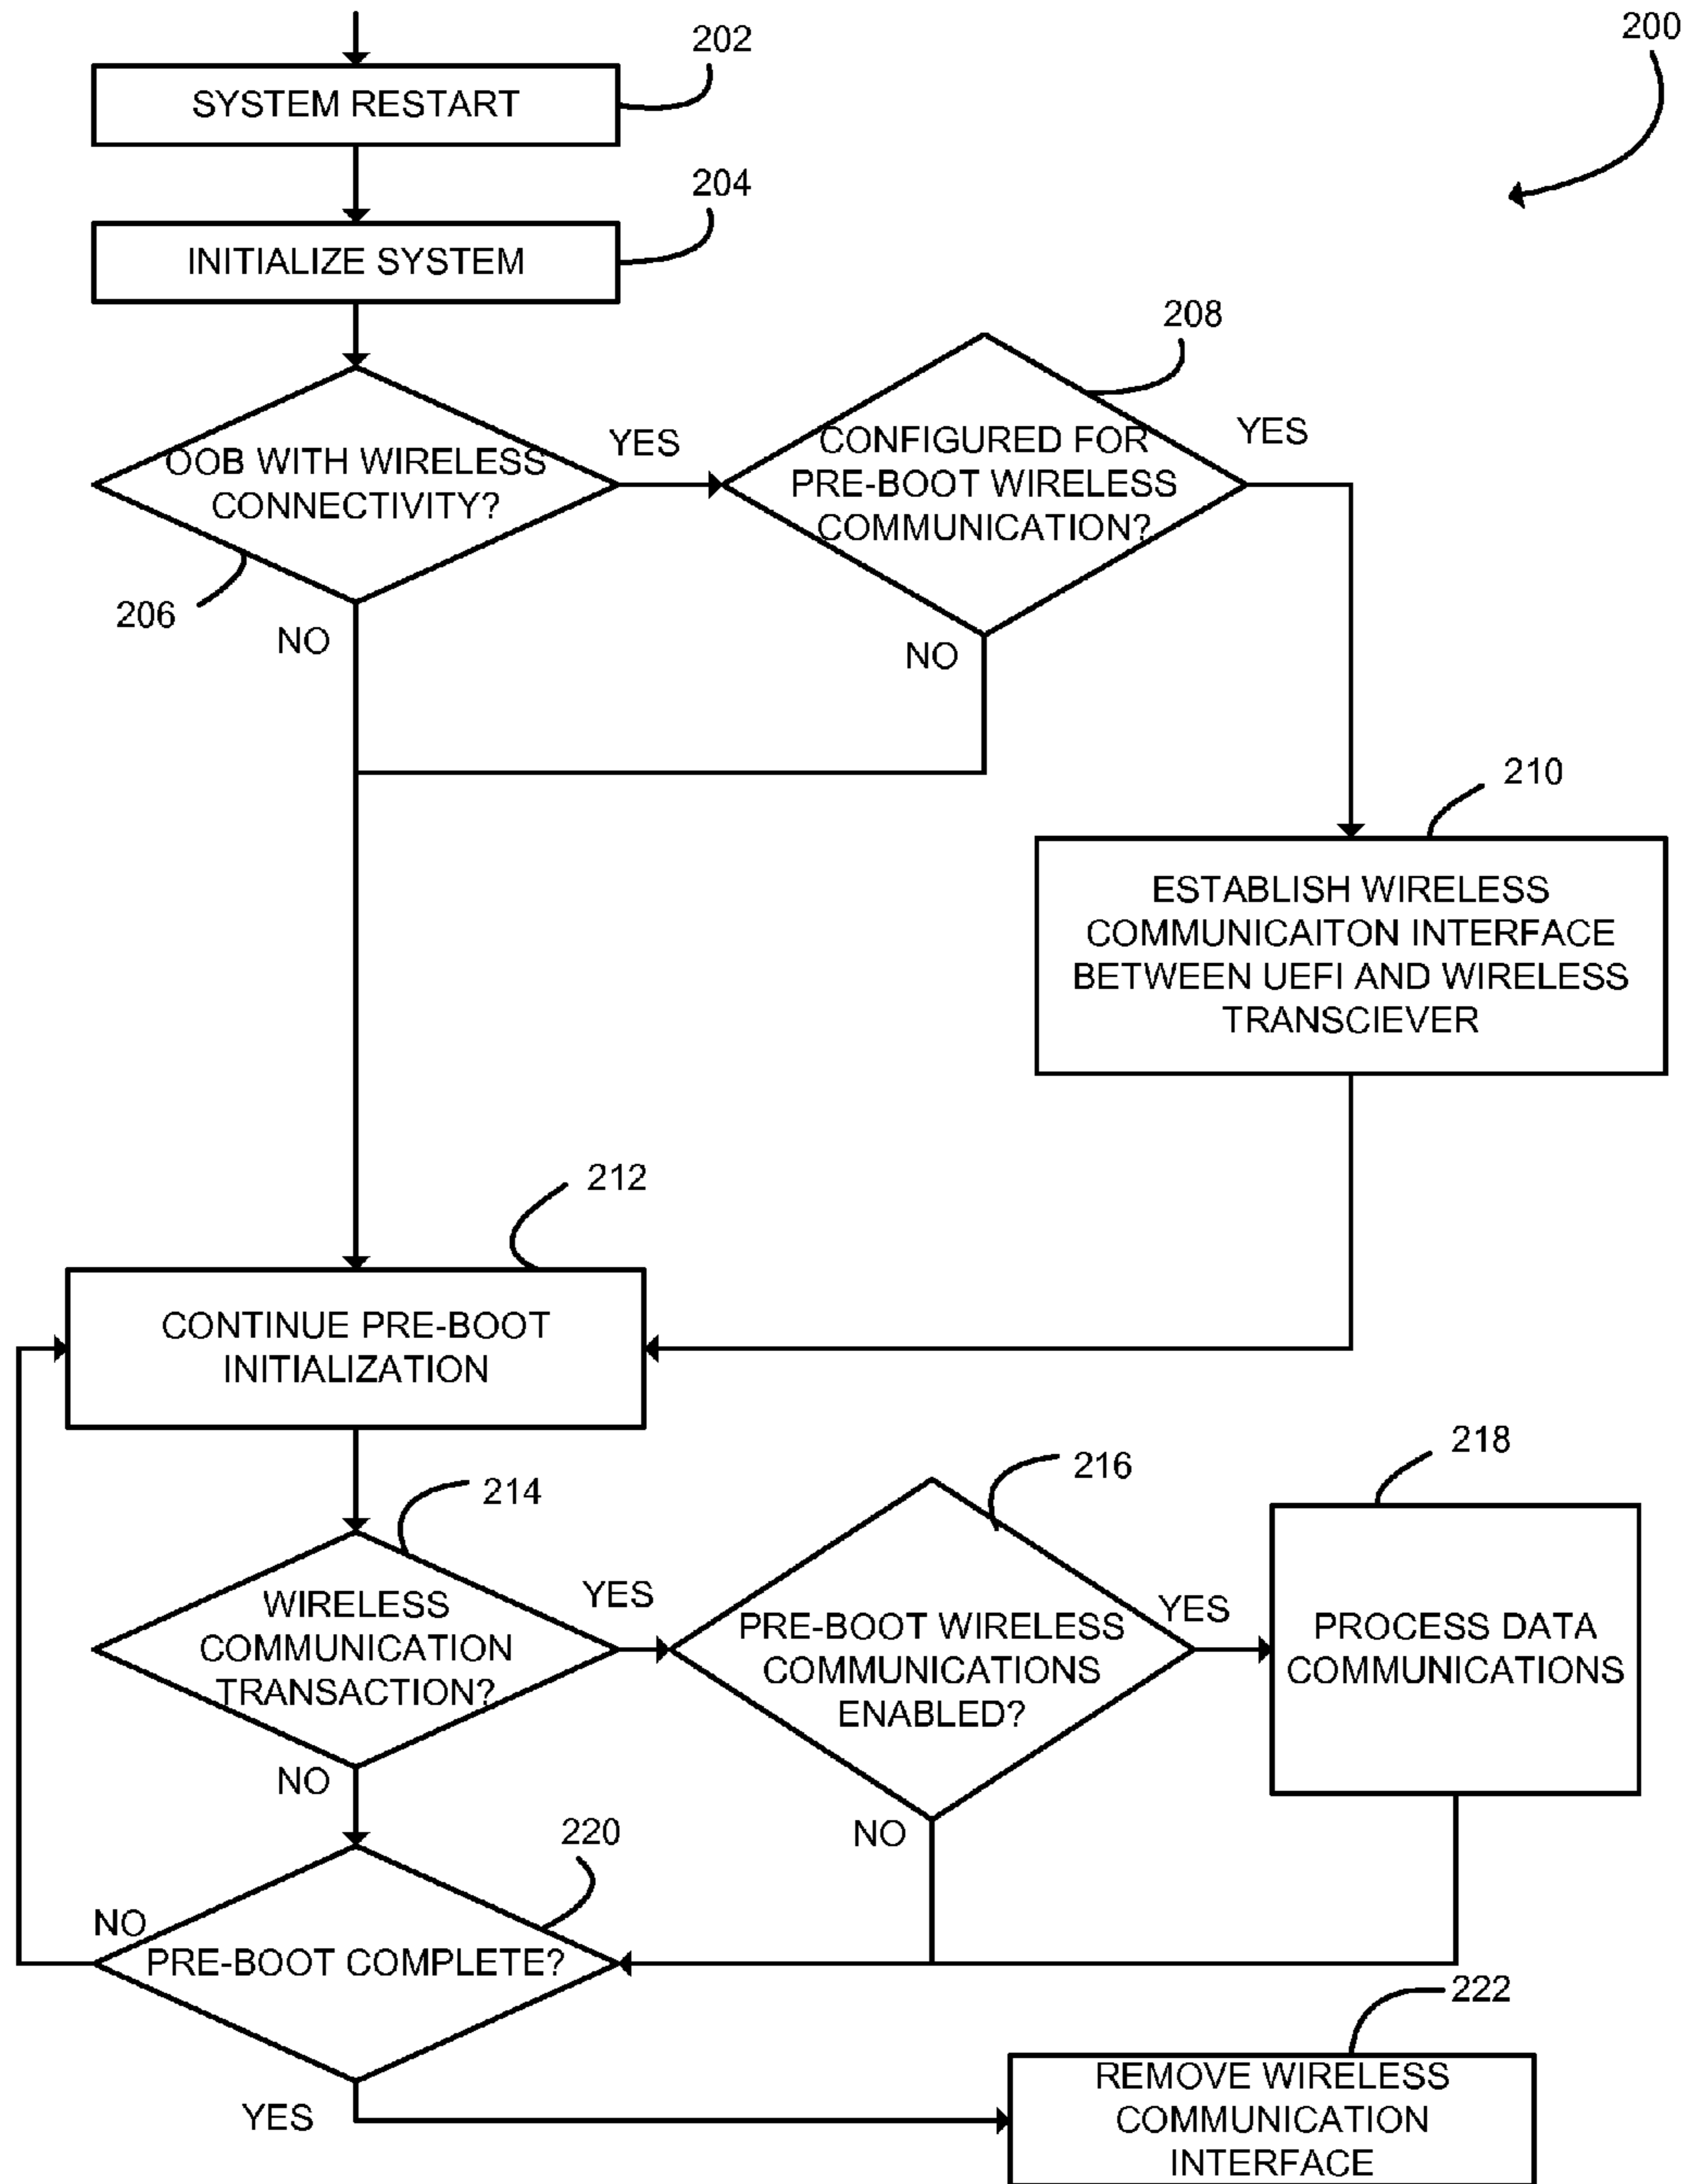 200
202
SYSTEM RESTART
204
INITIALIZE SYSTEM
208
OOB WITH WIRELESS
CONNECTIVITY?
YES
CONFIGURED FOR
PRE-BOOT WIRELESS
COMMUNICATION?
YES
206
NO
NO
210
ESTABLISH WIRELESS
COMMUNICAITON INTERFACE
BETWEEN UEFI AND WIRELESS
TRANSCIEVER
212
CONTINUE PRE-BOOT
INITIALIZATION
214
216
218
WIRELESS
COMMUNICATION
TRANSACTION?
YES
PRE-BOOT WIRELESS
COMMUNICATIONS
ENABLED?
YES
PROCESS DATA
COMMUNICATIONS
NO
NO
220
NO
PRE-BOOT COMPLETE?
YES
222
REMOVE WIRELESS
COMMUNICATION
INTERFACE